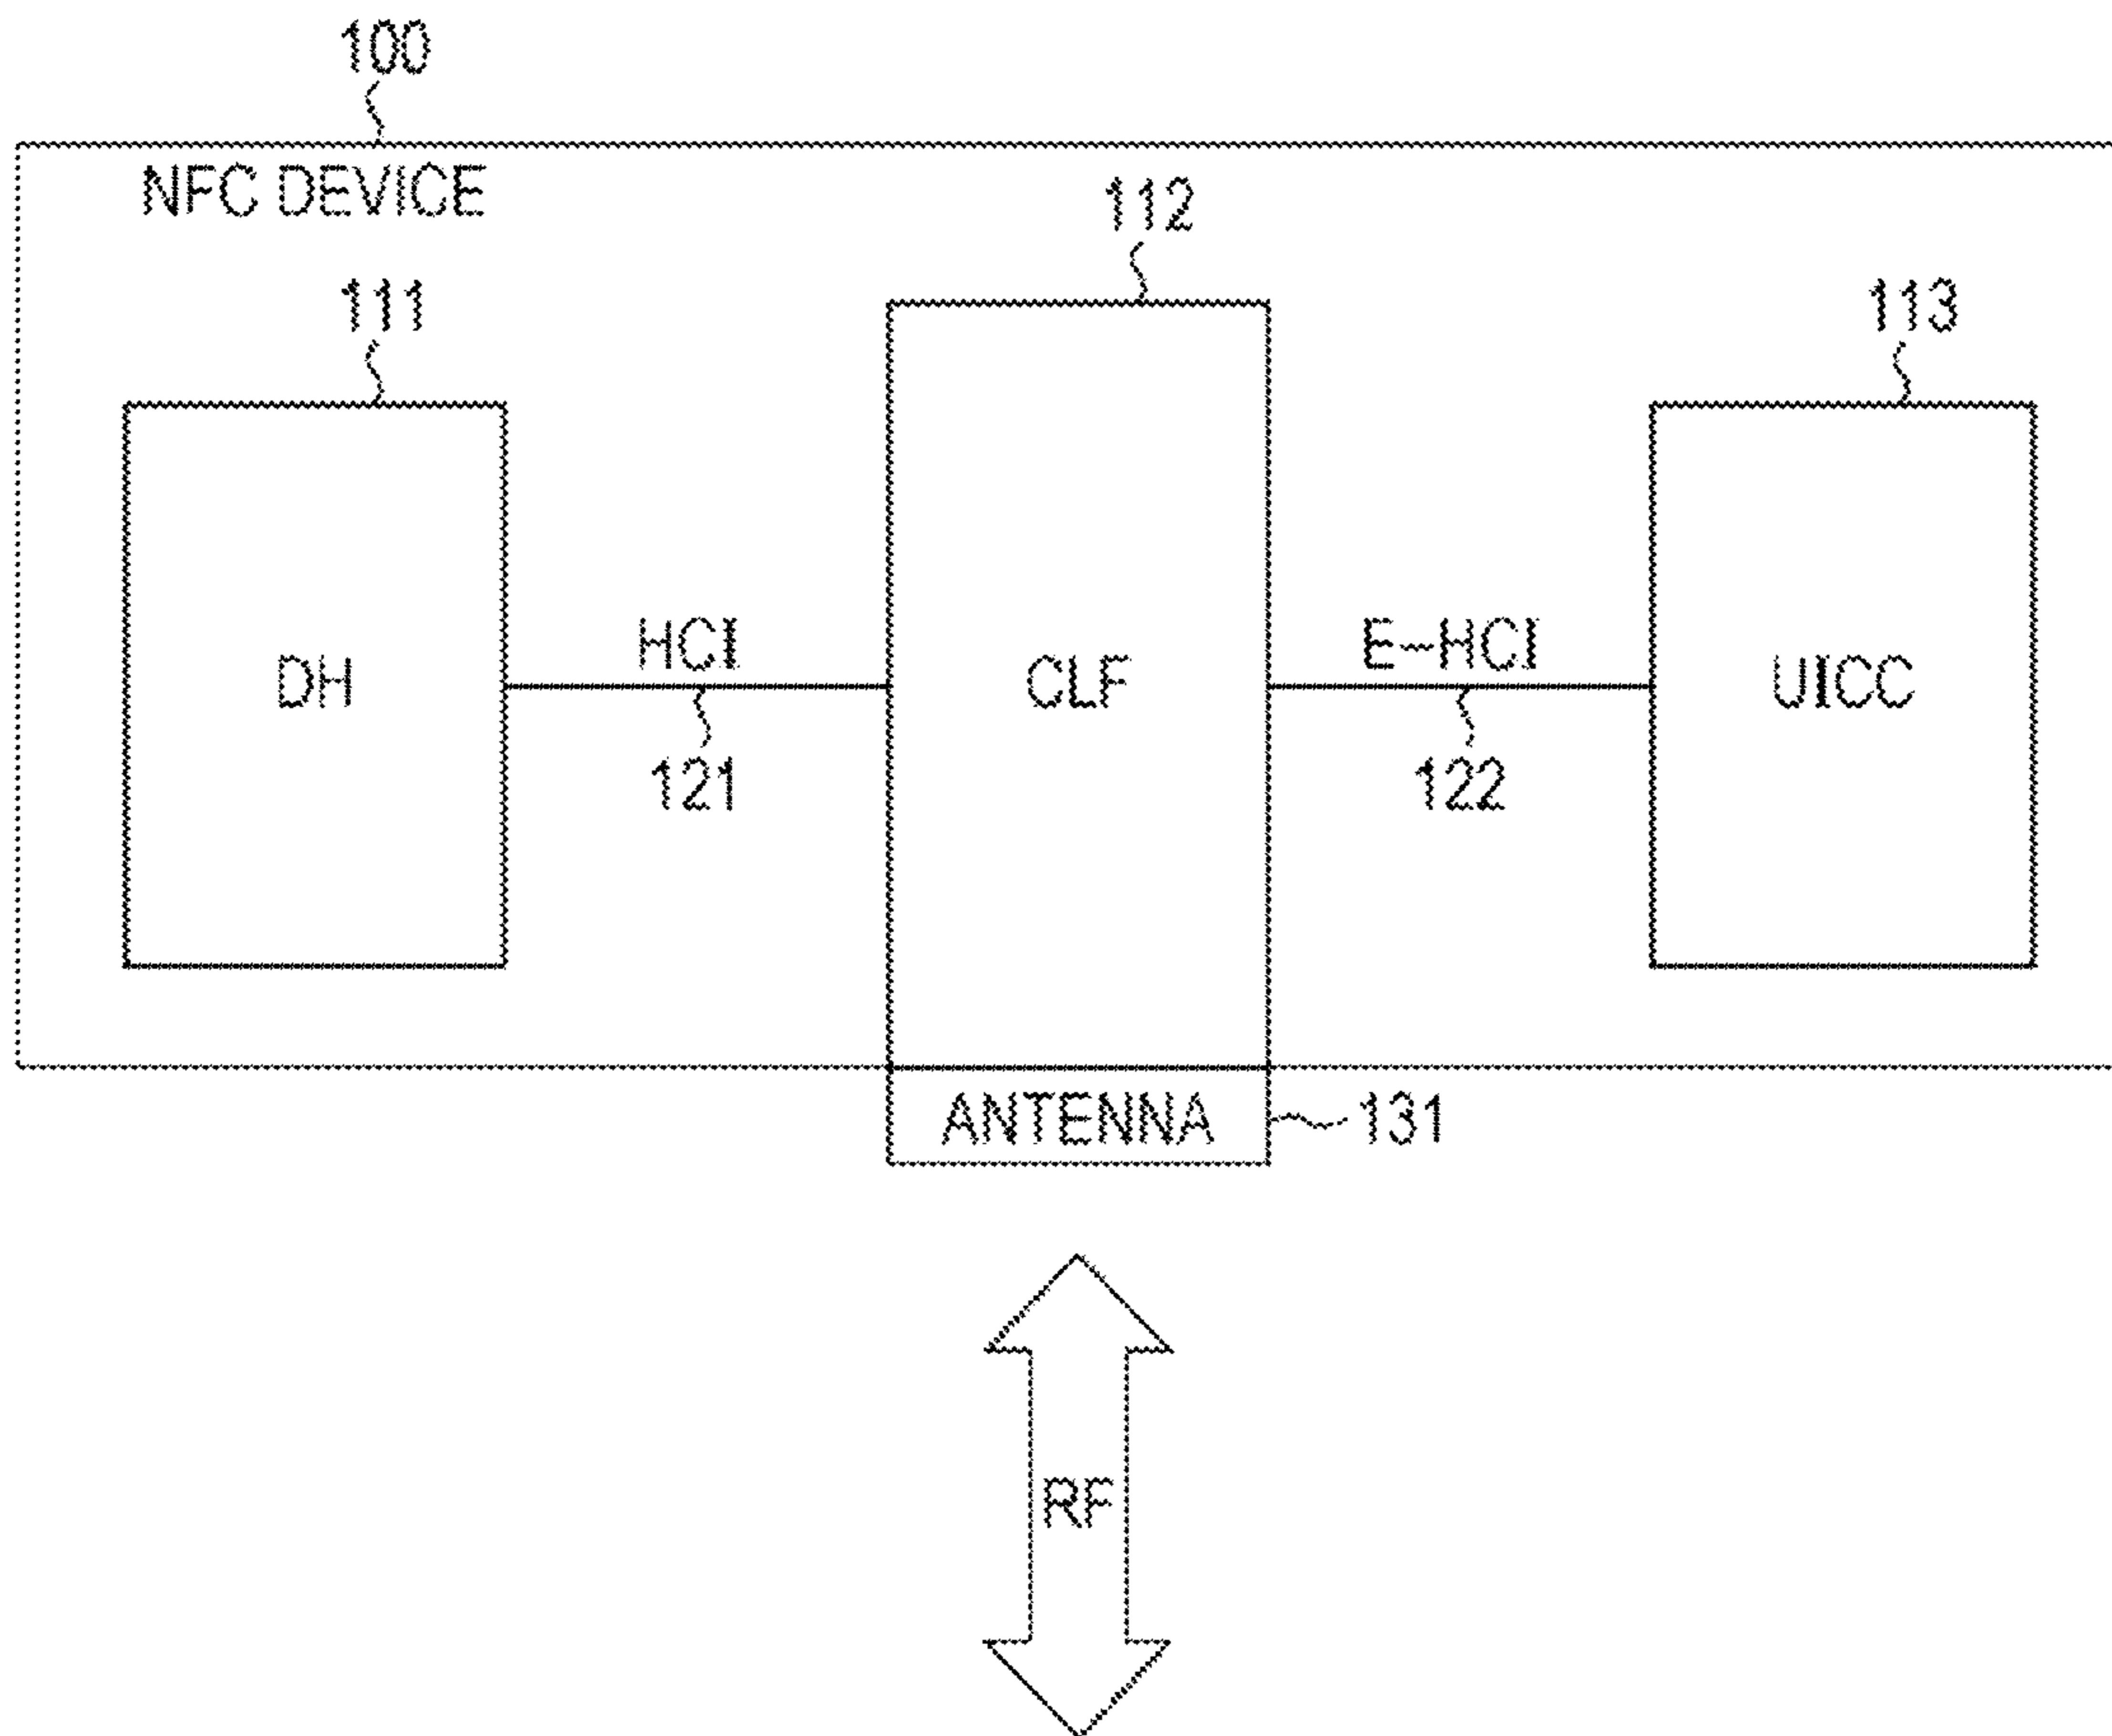 100
NFC DEVICE
112
111
113
HCI
E-HCI
DH
CLF
UICC
121
122
ANTENNA
131
RF